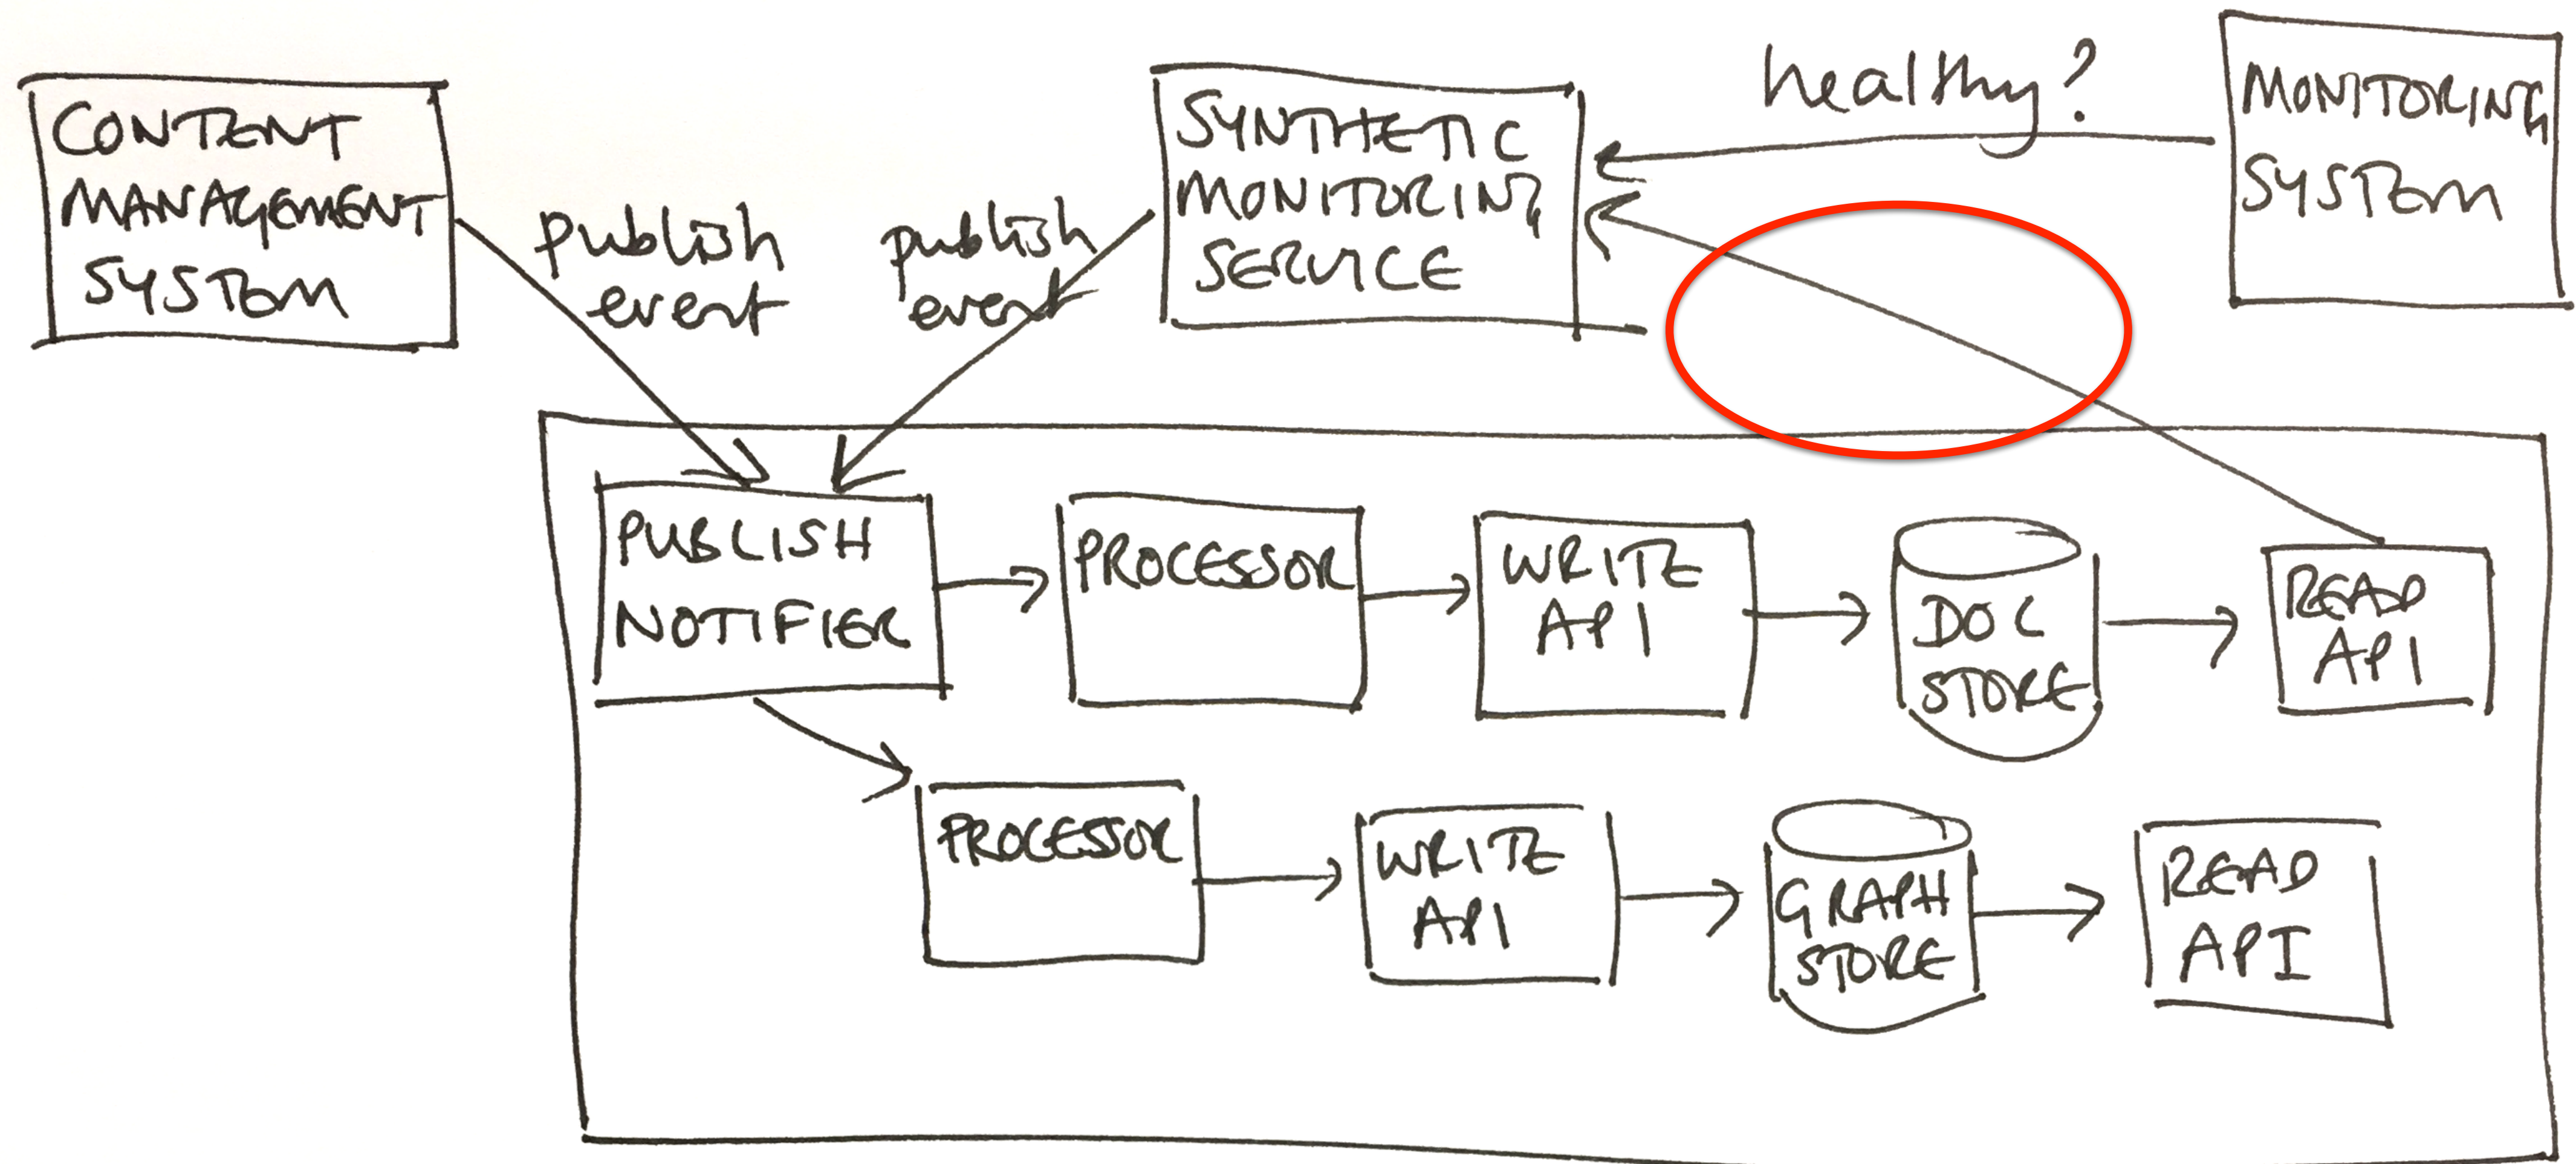 CONTENT
MANAGEMENT
SYSTEM
publish
event
publish
event
SYNTHETIC
MONITORING
SERVICE
healthy?
MONITORING
SYSTEM
PUBLISH
NOTIFIER
PROCESSOR
WRITE
API
DOC
STORE
READ
API
PROCESSOR
WRITE
API
GRAPH
STORE
READ
API